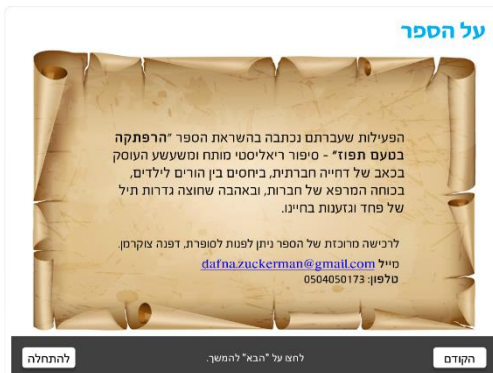 על הספר
הפעילות שעברתם נכתבה בהשראת הספר "הרפתקה
בטעם תפוז" - סיפור ריאליסטי מותח ומשעשע העוסק
בכאב של דחייה חברתית, ביחסים בין הורים לילדים,
בכוחה המרפא של חברות, ובאהבה שחוצה גדרות תיל
של פחד וגזענות בחיינו.
לרכישה מרוכזת של הספר ניתן לפנות לסופרת, דפנה צוקרמן.
מייל dafna.zuckerman@gmail.com
טלפון: 0504050173
הקודם
לחצו על "הבא" להמשך.
להתחלה